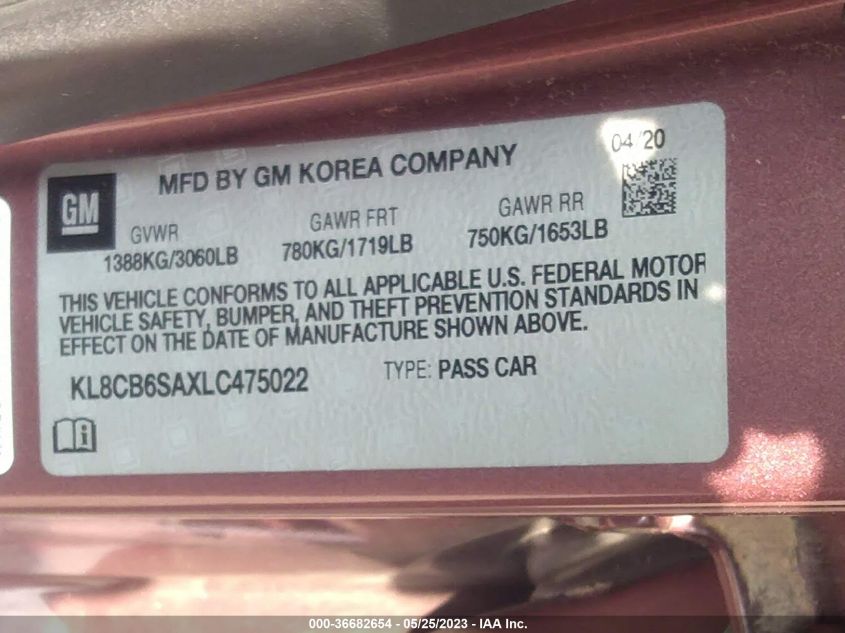 04/20
MFD BY GM KOREA COMPANY
GM
GVWR GAWR FRT GAWR RR
1388KG/3060LB 780KG/1719LB 750KG/1653LB
THIS VEHICLE CONFORMS TO ALL APPLICABLE U.S. FEDERAL MOTOR
VEHICLE SAFETY, BUMPER, AND THEFT PREVENTION STANDARDS IN
EFFECT ON THE DATE OF MANUFACTURE SHOWN ABOVE.
KL8CB6SAXLC475022 TYPE: PASS CAR
000-36682654 - 05/25/2023 - IAA Inc.